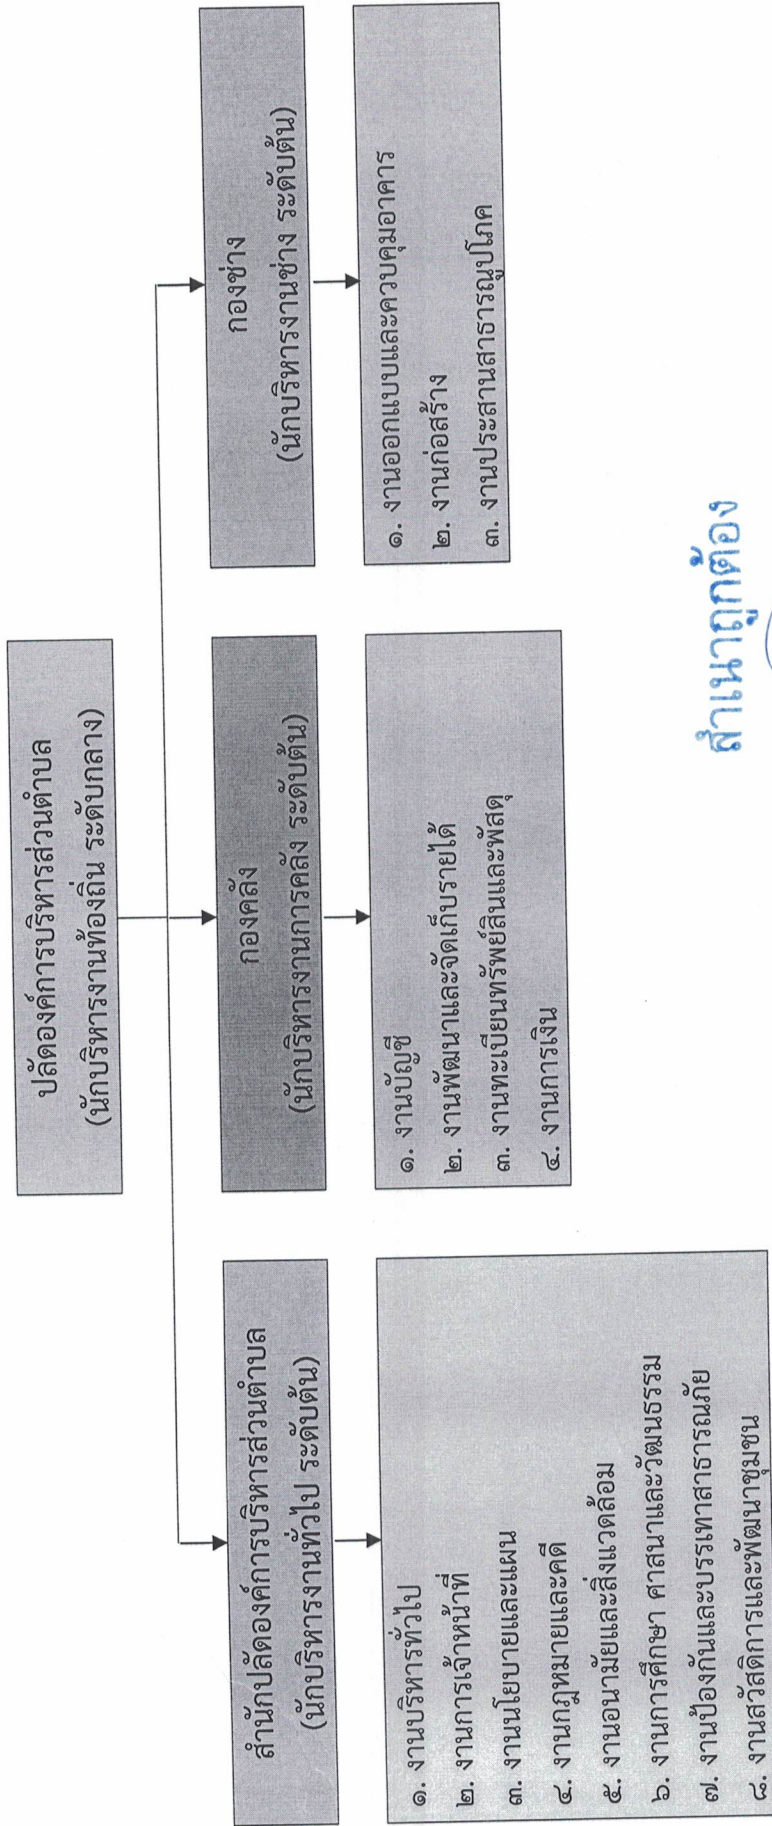 ปลัดองค์การบริหารส่วนตำบล
(นักบริหารงานท้องถิ่น ระดับกลาง)
สำนักปลัดองค์การบริหารส่วนตำบล
(นักบริหารงานทั่วไป ระดับต้น)
๑. งานบริหารทั่วไป
๒. งานการเจ้าหน้าที่
๓. งานนโยบายและแผน
๔. งานกฎหมายและคดี
๕. งานอนามัยและสิ่งแวดล้อม
๖. งานการศึกษา ศาสนาและวัฒนธรรม
๗. งานป้องกันและบรรเทาสาธารณภัย
๘. งานสวัสดิการและพัฒนาชุมชน
กองคลัง
(นักบริหารงานการคลัง ระดับต้น)
๑. งานบัญชี
๒. งานพัฒนาและจัดเก็บรายได้
๓. งานทะเบียนทรัพย์สินและพัสดุ
๔. งานการเงิน
กองช่าง
(นักบริหารงานช่าง ระดับต้น)
๑. งานออกแบบและควบคุมอาคาร
๒. งานก่อสร้าง
๓. งานประสานสาธารณูปโภค
สำเนาถูกต้อง